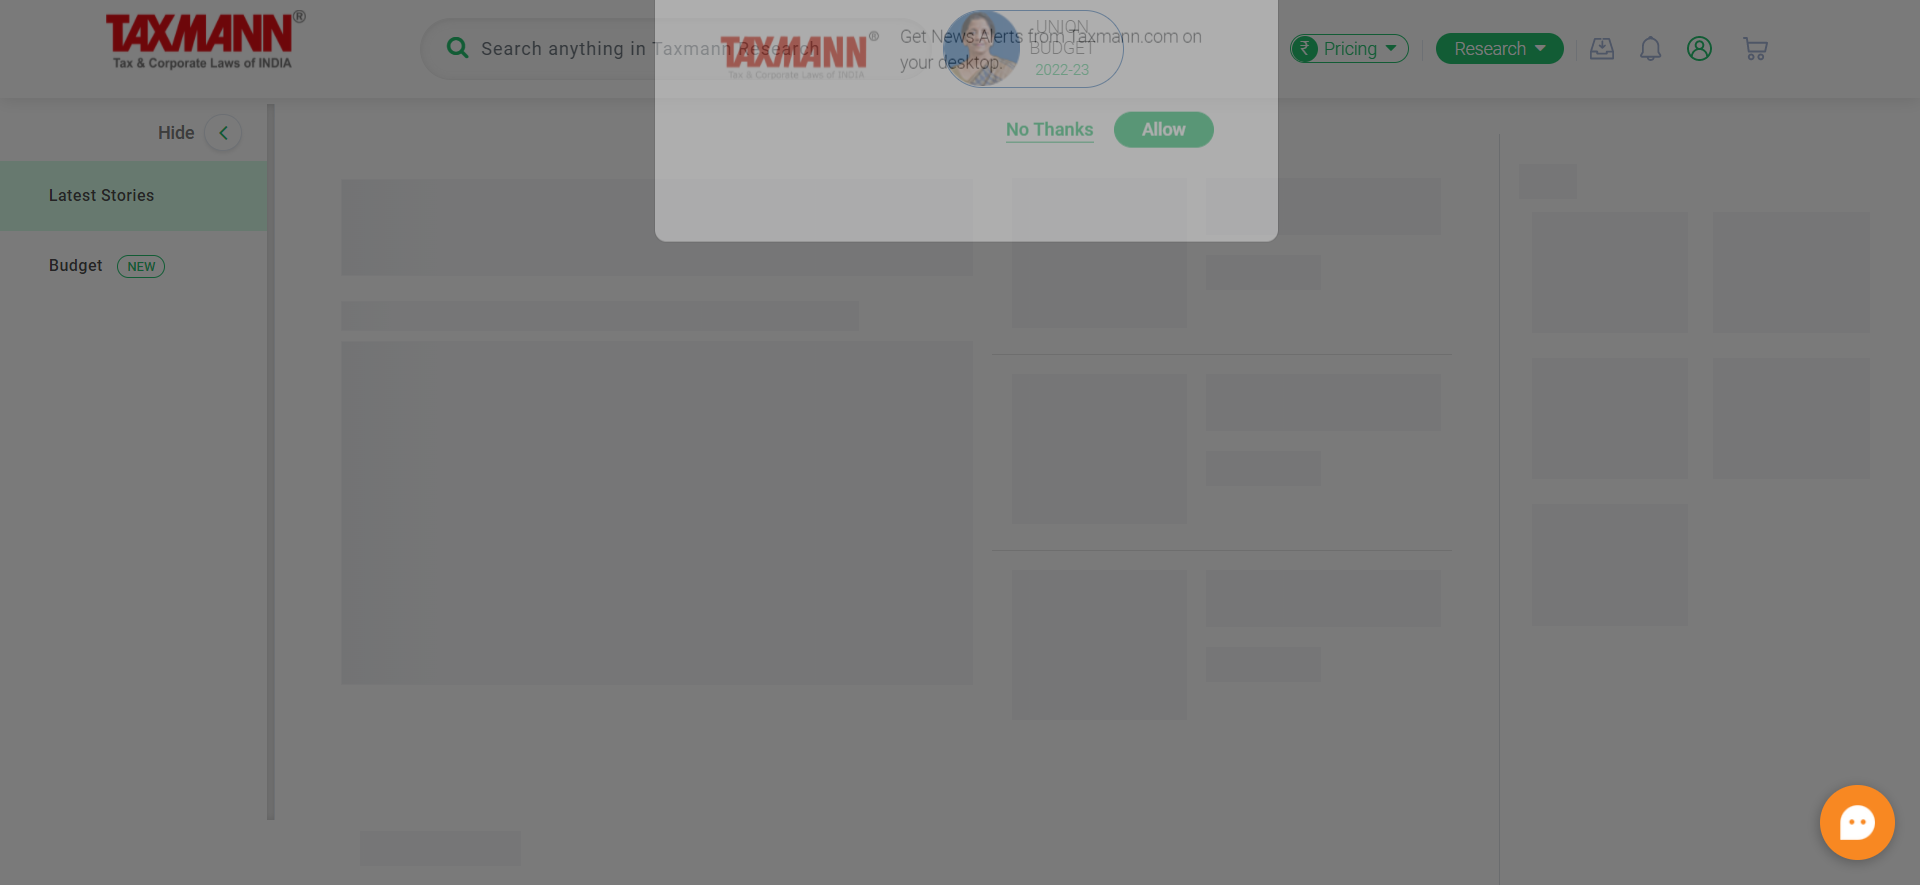 TAXMANN®
Tax & Corporate Laws of INDIA
Search anything in Taxmann Research
TAXMANN®
Tax & Corporate Laws of INDIA
Get News Alerts from Taxmann.com on
your desktop.
UNION
BUDGET
2022-23
No Thanks
Allow
₹ Pricing
Research
Hide
Latest Stories
Budget NEW